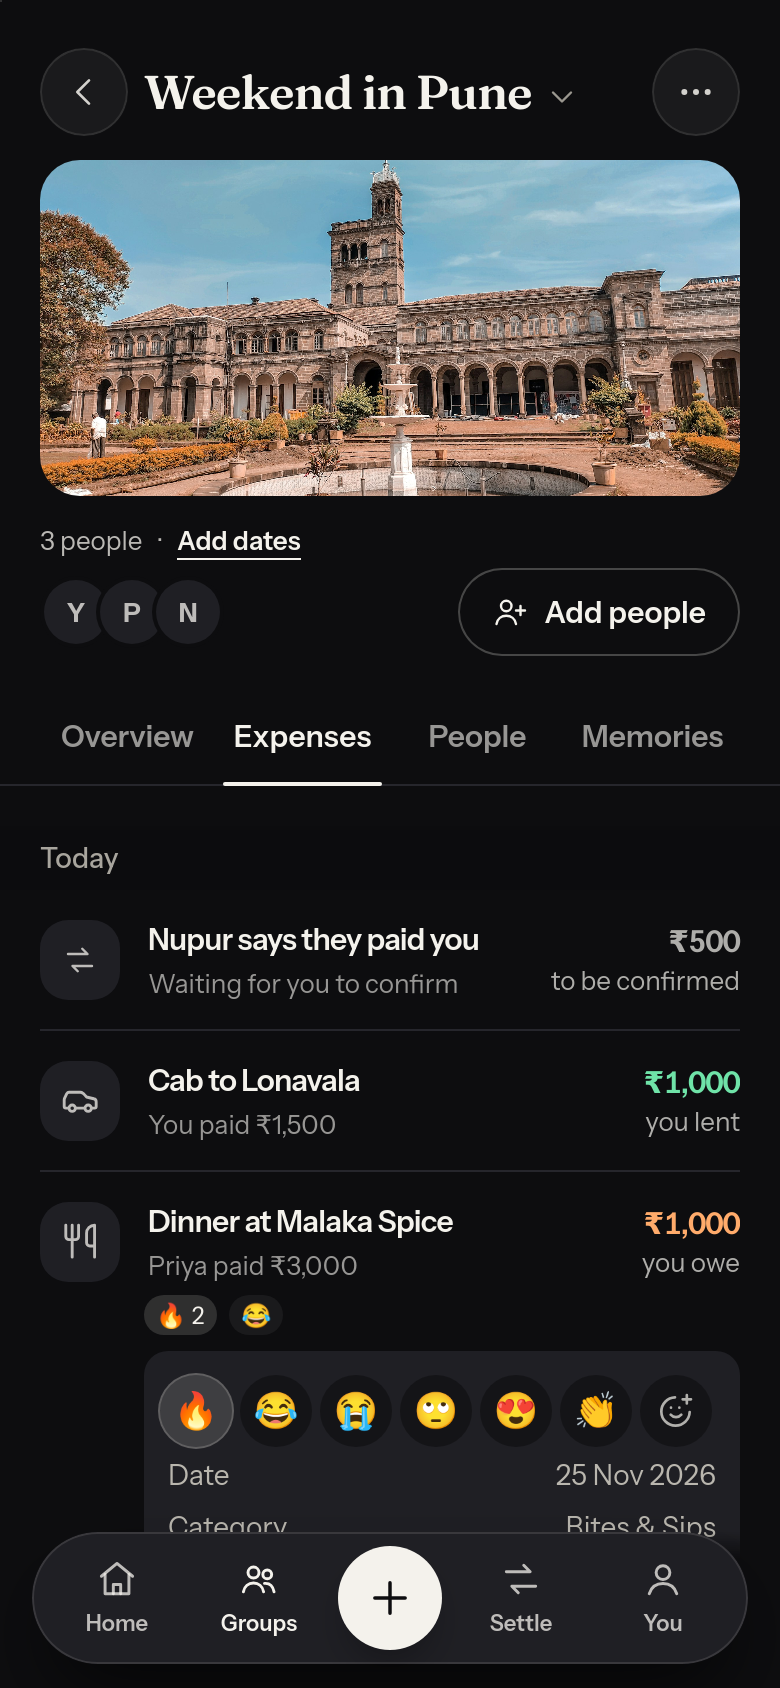 Weekend in Pune
3 people · Add dates
Y P N
Add people
Overview Expenses People Memories
Today
Nupur says they paid you ₹500
Waiting for you to confirm to be confirmed
Cab to Lonavala ₹1,000
You paid ₹1,500 you lent
Dinner at Malaka Spice ₹1,000
Priya paid ₹3,000 you owe
🔥 2 😂
Date 25 Nov 2026
Category Bites & Sips
Home Groups Settle You